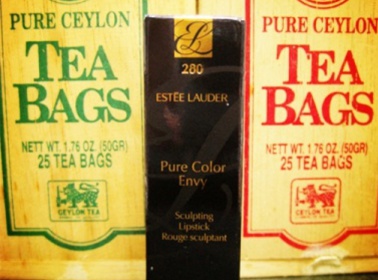 PURE CEYLON
TEA
BAGS
NETT WT. 1.76 OZ. (50GR)
25 TEA BAGS
CEYLON TEA
EL
280
ESTÉE LAUDER
Pure Color
Envy
Sculpting
Lipstick
Rouge sculptant
PURE CEYLON
TEA
BAGS
NETT WT. 1.76 OZ. (50GR)
25 TEA BAGS
CEYLON TEA